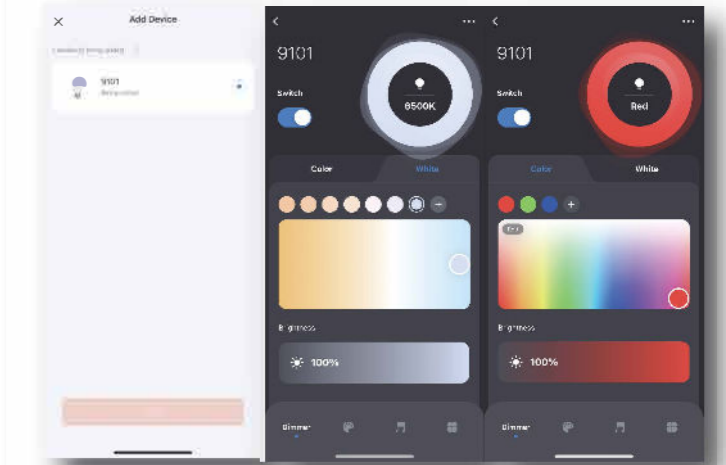 Add Device
9101
9101
Switch
6500K
Color
White
Brightness
100%
Dimmer
9101
Switch
Red
Color
White
Brightness
100%
Dimmer